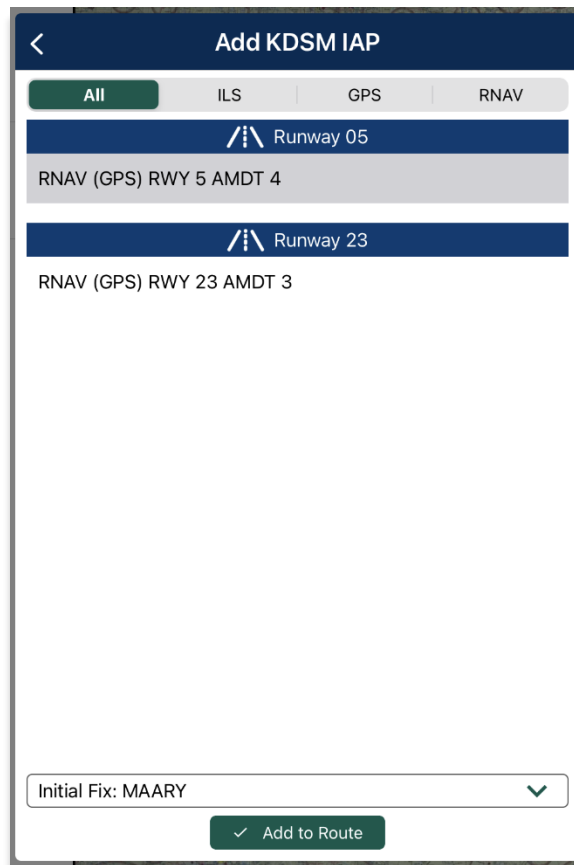 Add KDSM IAP
All ILS GPS RNAV
Runway 05
RNAV (GPS) RWY 5 AMDT 4
Runway 23
RNAV (GPS) RWY 23 AMDT 3
Initial Fix: MAARY
Add to Route